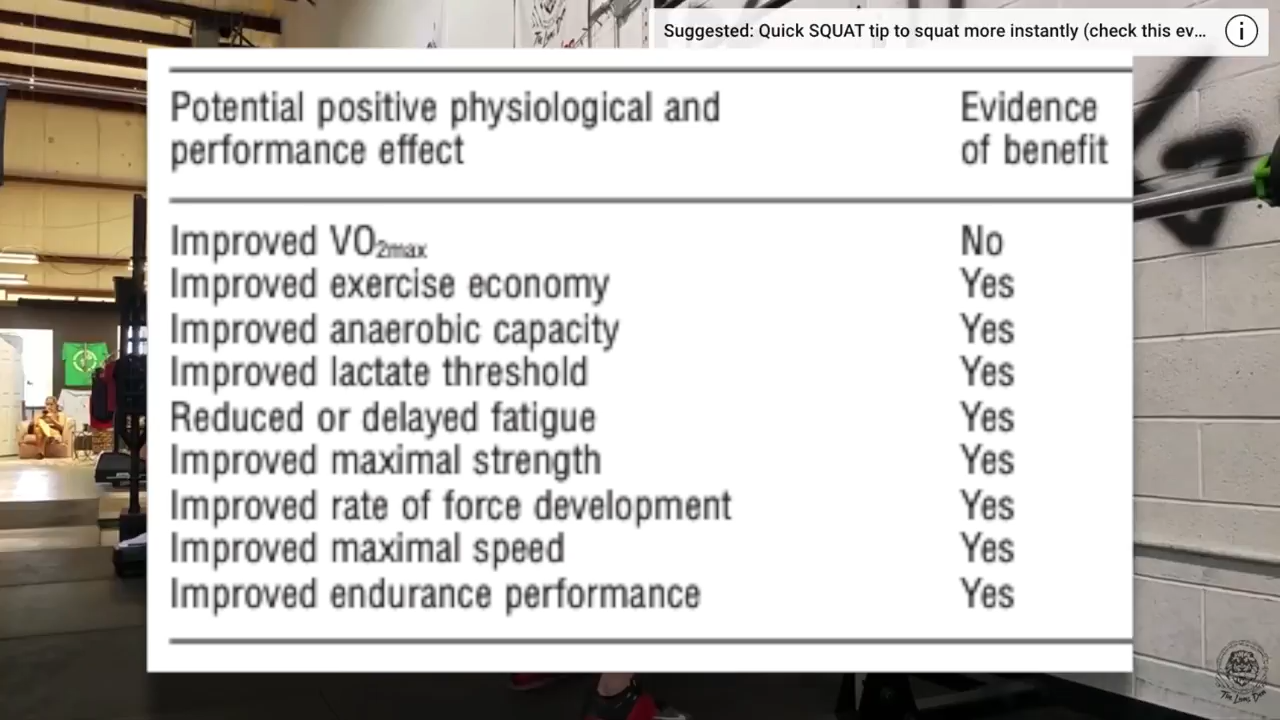 Suggested: Quick SQUAT tip to squat more instantly (check this ev...
Potential positive physiological and performance effect
Evidence of benefit
Improved VO2max No
Improved exercise economy Yes
Improved anaerobic capacity Yes
Improved lactate threshold Yes
Reduced or delayed fatigue Yes
Improved maximal strength Yes
Improved rate of force development Yes
Improved maximal speed Yes
Improved endurance performance Yes